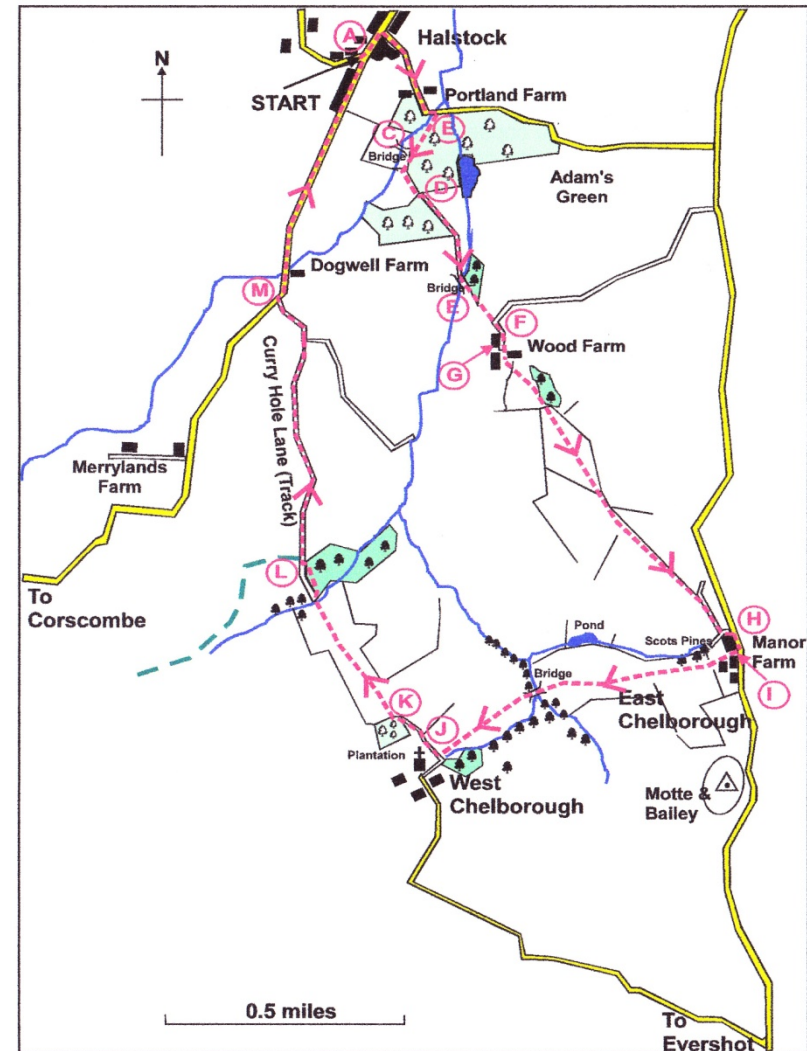 A
Halstock
N
START
Portland Farm
B
C
Bridge
D
Adam's
Green
Dogwell Farm
M
Bridge
E
F
Wood Farm
G
Curry Hole Lane (Track)
Merrylands
Farm
L
To
Corscombe
Pond
Scots Pines
H
Manor
Farm
Bridge
I
East
Chelborough
K
J
Plantation
West
Chelborough
Motte &
Bailey
0.5 miles
To
Evershot